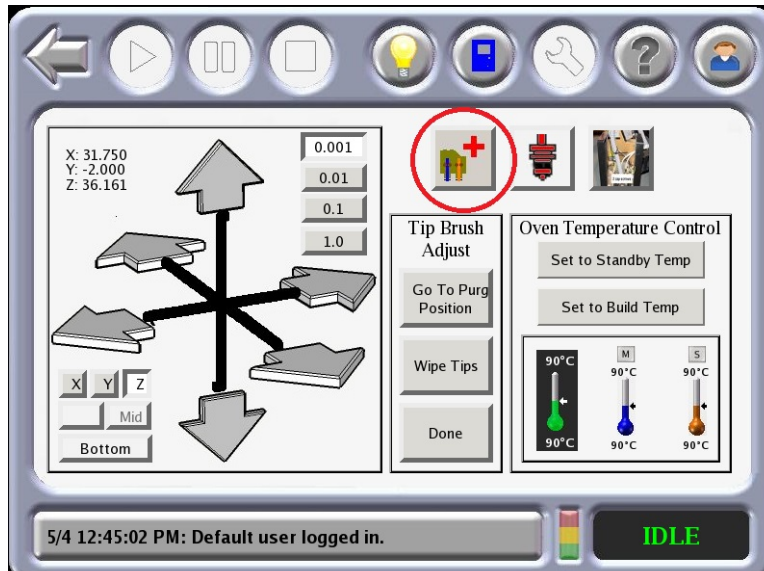 X: 31.750
Y: -2.000
Z: 36.161
0.001
0.01
0.1
1.0
X
Y
Z
Mid
Bottom
Tip Brush
Adjust
Go To Purg
Position
Wipe Tips
Done
Oven Temperature Control
Set to Standby Temp
Set to Build Temp
90°C
M
90°C
S
90°C
90°C
90°C
90°C
5/4 12:45:02 PM: Default user logged in.
IDLE